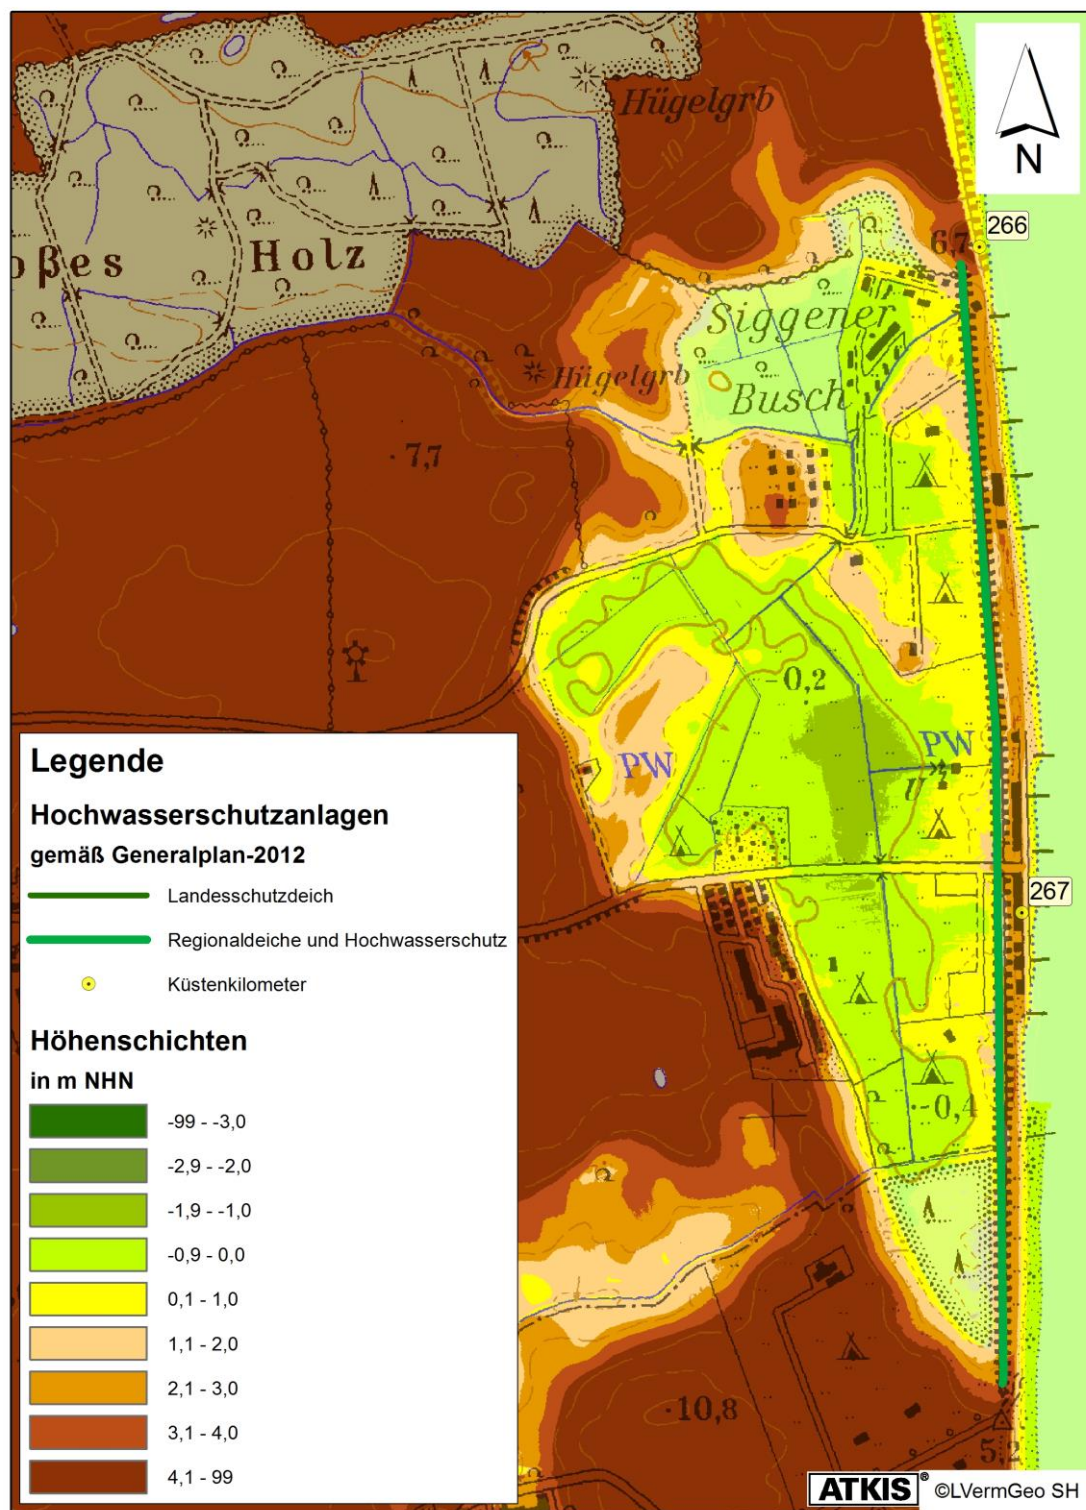 N
Hügelgrb
266
6,7
oßes Holz
Siggener
Busch
Hügelgrb
7,7
-0,2
PW
PW
U
267
1
-0,4
10,8
5,2
Legende
Hochwasserschutzanlagen
gemäß Generalplan-2012
Landesschutzdeich
Regionaldeiche und Hochwasserschutz
Küstenkilometer
Höhenschichten
in m NHN
-99 - -3,0
-2,9 - -2,0
-1,9 - -1,0
-0,9 - 0,0
0,1 - 1,0
1,1 - 2,0
2,1 - 3,0
3,1 - 4,0
4,1 - 99
ATKIS® ©LVermGeo SH